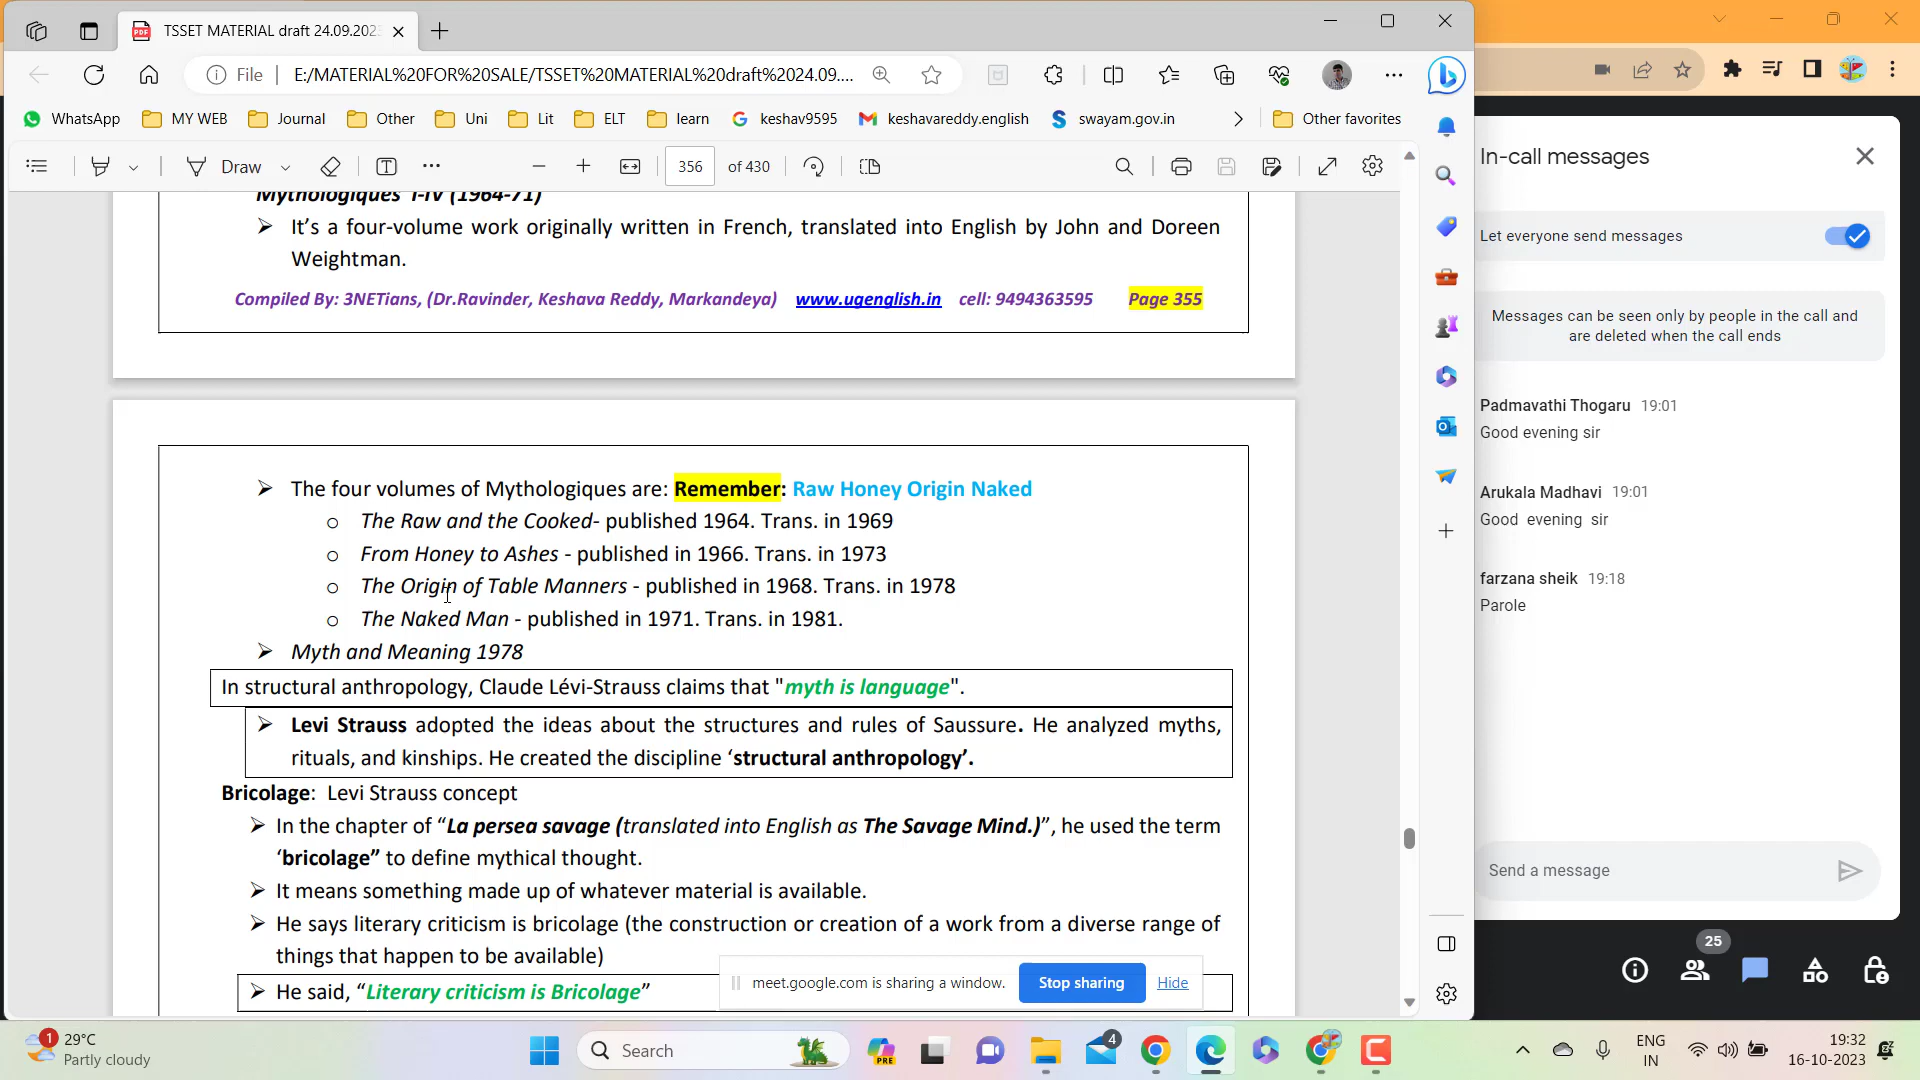 TSSET MATERIAL draft 24.09.202
File E:/MATERIAL%20FOR%20SALE/TSSET%20MATERIAL%20draft%2024.09....
WhatsApp MY WEB Journal Other Uni Lit ELT learn keshav9595 keshavareddy.english swayam.gov.in Other favorites
Draw 356 of 430
Mythologiques I-IV (1964-71)
➢ It's a four-volume work originally written in French, translated into English by John and Doreen
Weightman.
Compiled By: 3NETians, (Dr.Ravinder, Keshava Reddy, Markandeya) www.ugenglish.in cell: 9494363595 Page 355
➢ The four volumes of Mythologiques are: Remember: Raw Honey Origin Naked
o The Raw and the Cooked- published 1964. Trans. in 1969
o From Honey to Ashes - published in 1966. Trans. in 1973
o The Origin of Table Manners - published in 1968. Trans. in 1978
o The Naked Man - published in 1971. Trans. in 1981.
➢ Myth and Meaning 1978
In structural anthropology, Claude Lévi-Strauss claims that "myth is language".
➢ Levi Strauss adopted the ideas about the structures and rules of Saussure. He analyzed myths,
rituals, and kinships. He created the discipline 'structural anthropology'.
Bricolage: Levi Strauss concept
➢ In the chapter of “La persea savage (translated into English as The Savage Mind.)”, he used the term
‘bricolage” to define mythical thought.
➢ It means something made up of whatever material is available.
➢ He says literary criticism is bricolage (the construction or creation of a work from a diverse range of
things that happen to be available)
➢ He said, “Literary criticism is Bricolage”
meet.google.com is sharing a window. Stop sharing Hide
In-call messages
Let everyone send messages
Messages can be seen only by people in the call and
are deleted when the call ends
Padmavathi Thogaru 19:01
Good evening sir
Arukala Madhavi 19:01
Good evening sir
farzana sheik 19:18
Parole
Send a message
25
1 29°C
Partly cloudy
Search
PRE
4
ENG
IN
19:32
16-10-2023